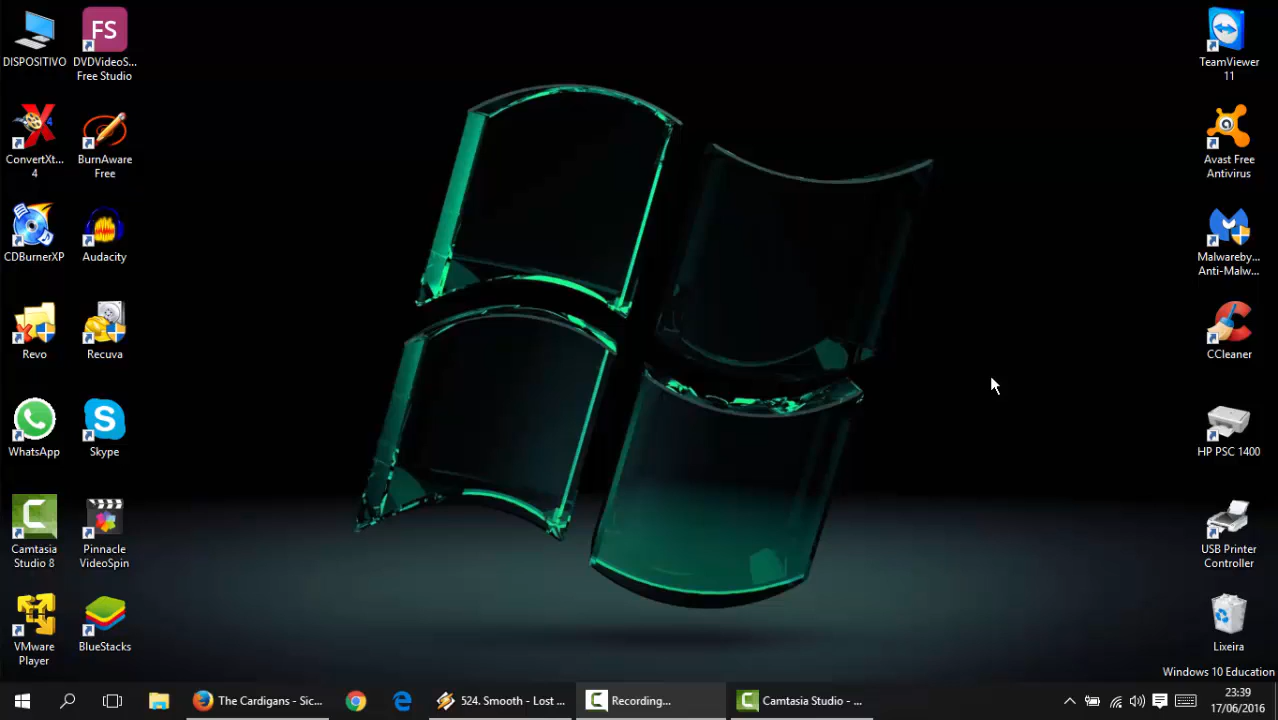 DISPOSITIVO
FS
DVDVideoS...
Free Studio
ConvertXt...
4
BurnAware
Free
CDBurnerXP
Audacity
Revo
Recuva
WhatsApp
Skype
Camtasia
Studio 8
Pinnacle
VideoSpin
VMware
Player
BlueStacks
TeamViewer
11
Avast Free
Antivirus
Malwareby...
Anti-Malw...
CCleaner
HP PSC 1400
USB Printer
Controller
Lixeira
Windows 10 Education
The Cardigans - Sic...
524. Smooth - Lost ...
Recording...
Camtasia Studio - ...
23:39
17/06/2016